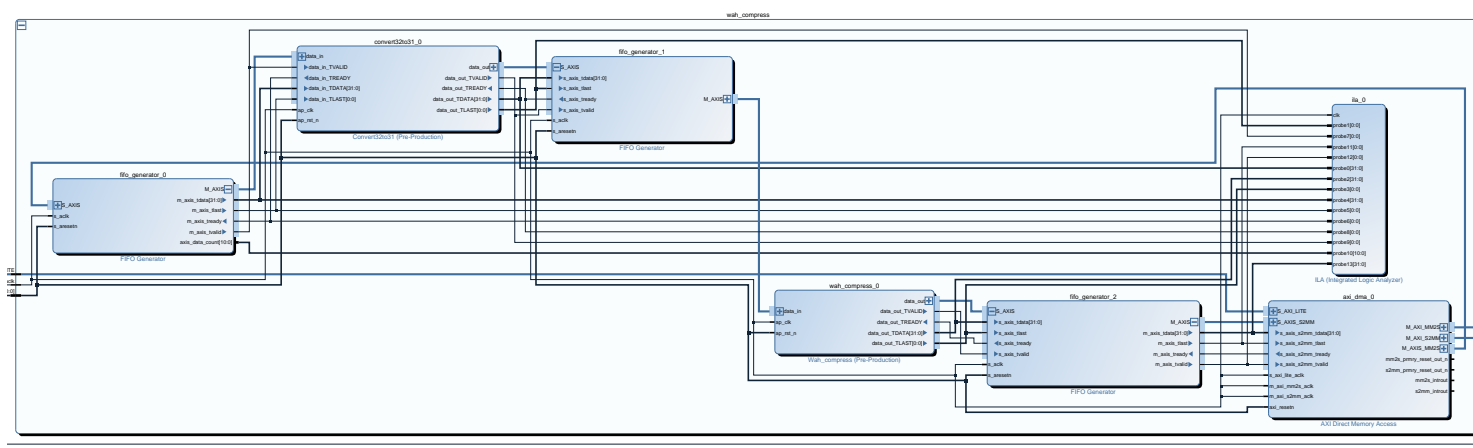 wah_compress
convert32to31_0
data_in
data_in_TVALID
data_in_TREADY
data_in_TDATA[31:0]
data_in_TLAST[0:0]
ap_clk
ap_rst_n
data_out
data_out_TVALID
data_out_TREADY
data_out_TDATA[31:0]
data_out_TLAST[0:0]
Convert32to31 (Pre-Production)
fifo_generator_1
S_AXIS
s_axis_tdata[31:0]
s_axis_tlast
s_axis_tready
s_axis_tvalid
s_aclk
s_aresetn
M_AXIS
FIFO Generator
ila_0
clk
probe1[0:0]
probe7[0:0]
probe11[0:0]
probe12[0:0]
probe0[31:0]
probe2[31:0]
probe3[0:0]
probe4[31:0]
probe5[0:0]
probe6[0:0]
probe8[0:0]
probe9[0:0]
probe10[10:0]
probe13[31:0]
ILA (Integrated Logic Analyzer)
fifo_generator_0
S_AXIS
s_aclk
s_aresetn
M_AXIS
m_axis_tdata[31:0]
m_axis_tlast
m_axis_tready
m_axis_tvalid
axis_data_count[10:0]
FIFO Generator
wah_compress_0
data_in
ap_clk
ap_rst_n
data_out
data_out_TVALID
data_out_TREADY
data_out_TDATA[31:0]
data_out_TLAST[0:0]
Wah_compress (Pre-Production)
fifo_generator_2
S_AXIS
s_axis_tdata[31:0]
s_axis_tlast
s_axis_tready
s_axis_tvalid
s_aclk
s_aresetn
M_AXIS
m_axis_tdata[31:0]
m_axis_tlast
m_axis_tready
m_axis_tvalid
FIFO Generator
axi_dma_0
S_AXI_LITE
S_AXIS_S2MM
s_axis_s2mm_tdata[31:0]
s_axis_s2mm_tlast
s_axis_s2mm_tready
s_axis_s2mm_tvalid
s_axi_lite_aclk
m_axi_mm2s_aclk
m_axi_s2mm_aclk
axi_resetn
M_AXI_MM2S
M_AXI_S2MM
M_AXIS_MM2S
mm2s_prmry_reset_out_n
s2mm_prmry_reset_out_n
mm2s_introut
s2mm_introut
AXI Direct Memory Access